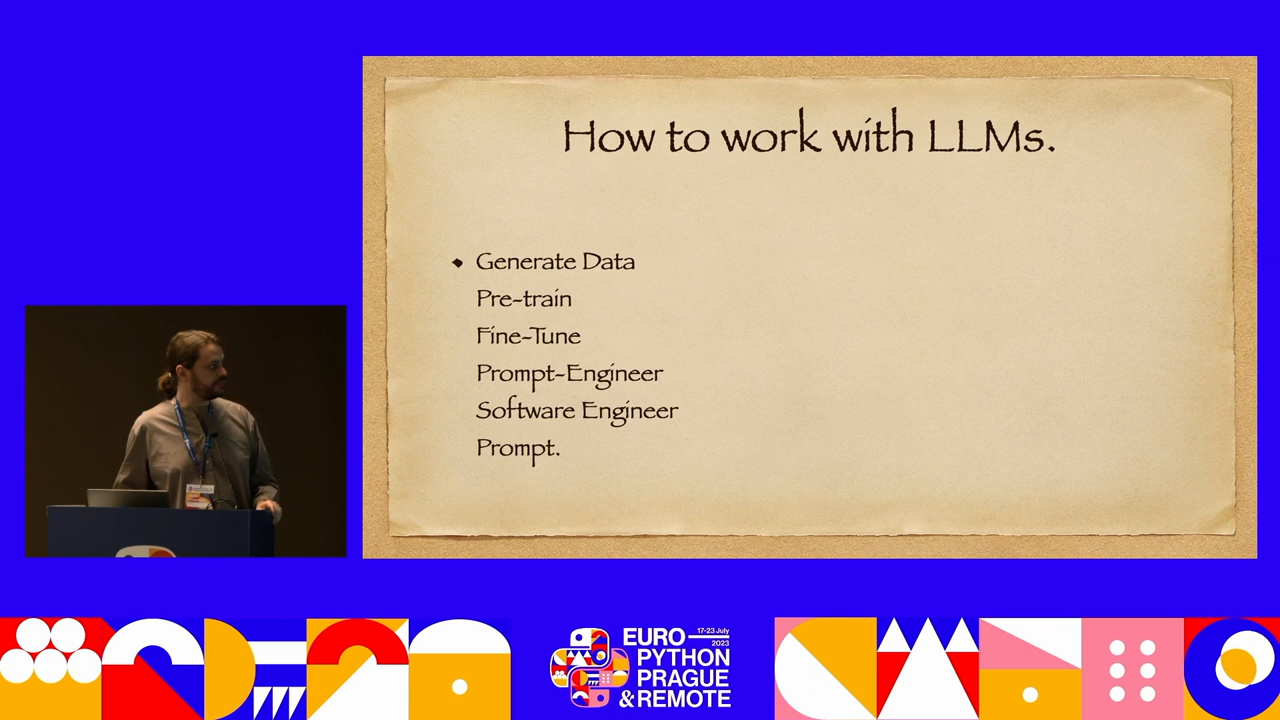 How to work with LLMs.
Generate Data
Pre-train
Fine-Tune
Prompt-Engineer
Software Engineer
Prompt.
EURO
17-23 July
2023
PYTHON
PRAGUE
& REMOTE